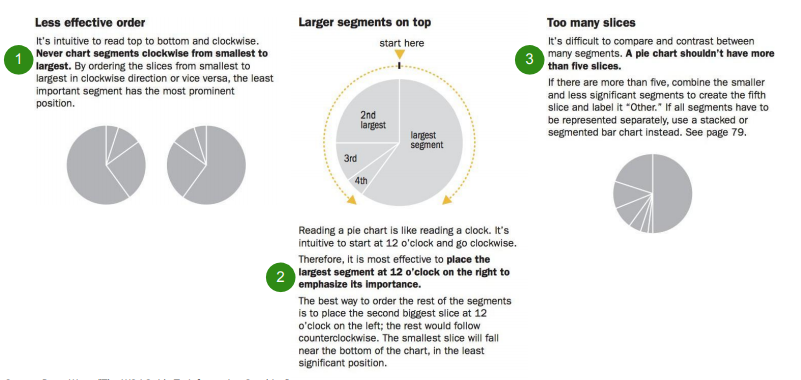 Less effective order
1
It's intuitive to read top to bottom and clockwise.
Never chart segments clockwise from smallest to
largest. By ordering the slices from smallest to
largest in clockwise direction or vice versa, the least
important segment has the most prominent
position.
Larger segments on top
start here
2nd
largest
largest
segment
3rd
4th
Reading a pie chart is like reading a clock. It's
intuitive to start at 12 o'clock and go clockwise.
2
Therefore, it is most effective to place the
largest segment at 12 o'clock on the right to
emphasize its importance.
The best way to order the rest of the segments
is to place the second biggest slice at 12
o'clock on the left; the rest would follow
counterclockwise. The smallest slice will fall
near the bottom of the chart, in the least
significant position.
Too many slices
3
It's difficult to compare and contrast between
many segments. A pie chart shouldn't have more
than five slices.
If there are more than five, combine the smaller
and less significant segments to create the fifth
slice and label it "Other." If all segments have to
be represented separately, use a stacked or
segmented bar chart instead. See page 79.